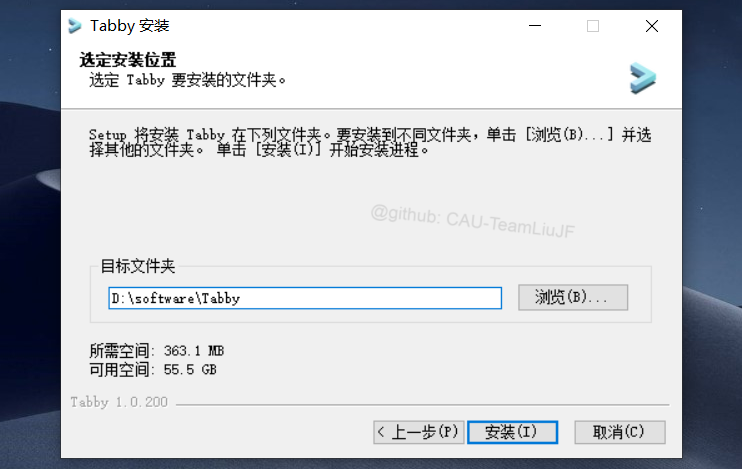 Tabby 安装
选定安装位置
选定 Tabby 要安装的文件夹。
Setup 将安装 Tabby 在下列文件夹。要安装到不同文件夹，单击 [浏览(B)...] 并选
择其他的文件夹。 单击 [安装(I)] 开始安装进程。
@github: CAU-TeamLiuJF
目标文件夹
D:\software\Tabby
浏览(B)...
所需空间: 363.1 MB
可用空间: 55.5 GB
Tabby 1.0.200
< 上一步(P)
安装(I)
取消(C)